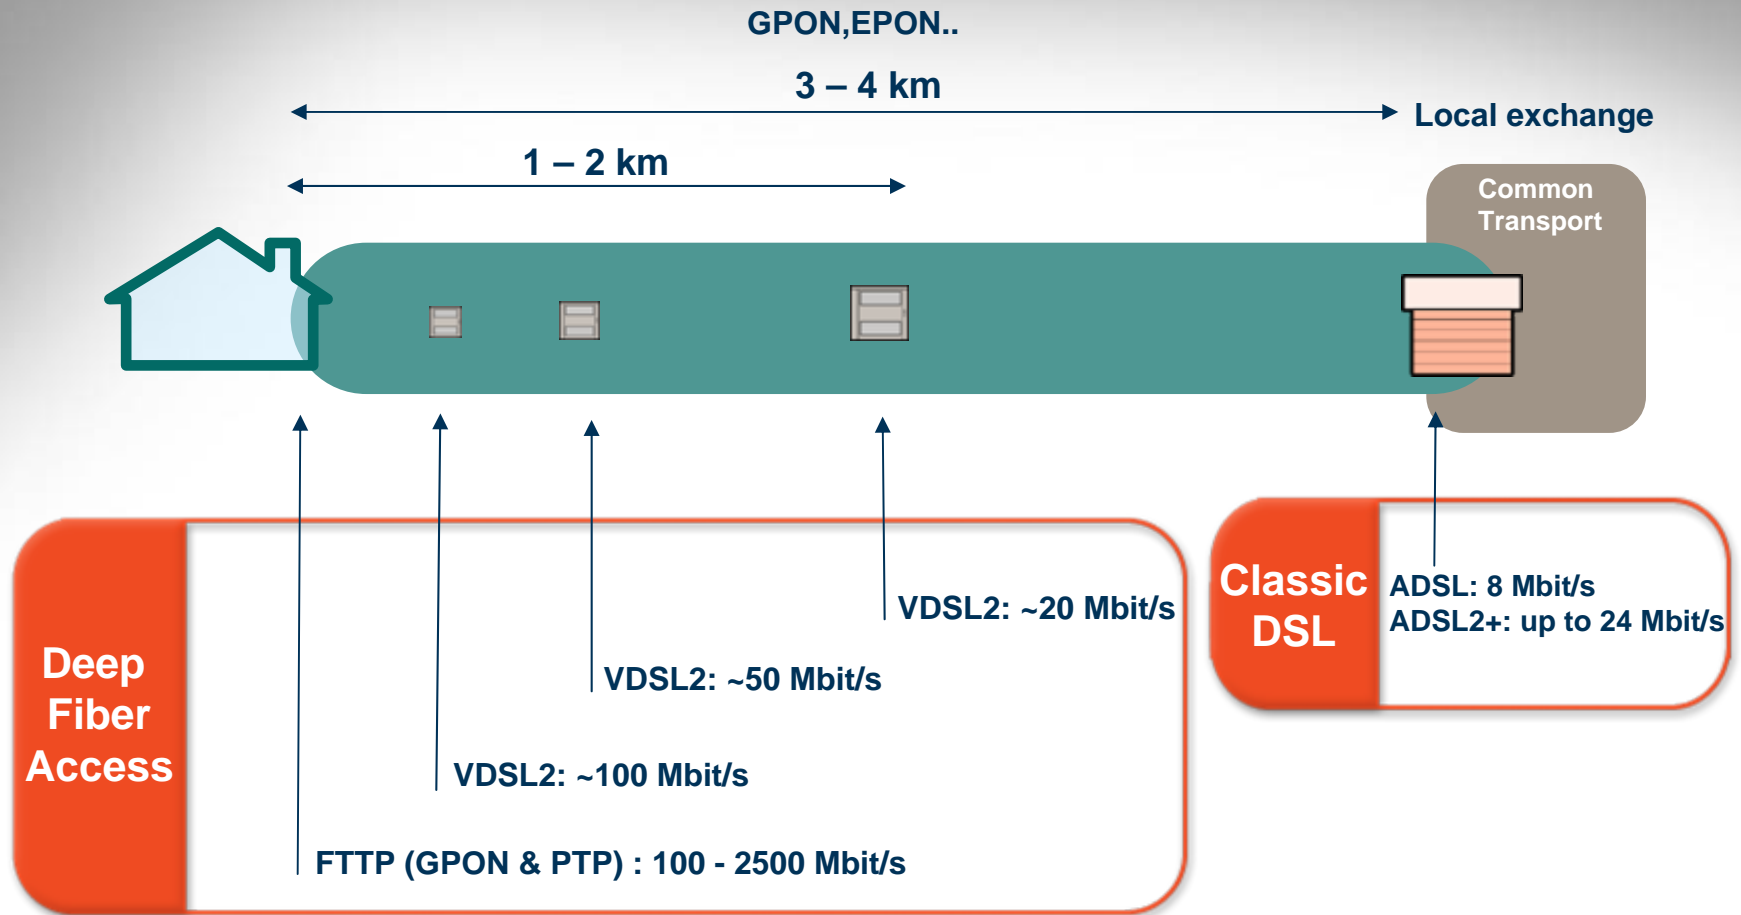 GPON,EPON..
3 – 4 km
Local exchange
1 – 2 km
Common
Transport
Deep
Fiber
Access
VDSL2: ~20 Mbit/s
VDSL2: ~50 Mbit/s
VDSL2: ~100 Mbit/s
FTTP (GPON & PTP) : 100 - 2500 Mbit/s
Classic
DSL
ADSL: 8 Mbit/s
ADSL2+: up to 24 Mbit/s